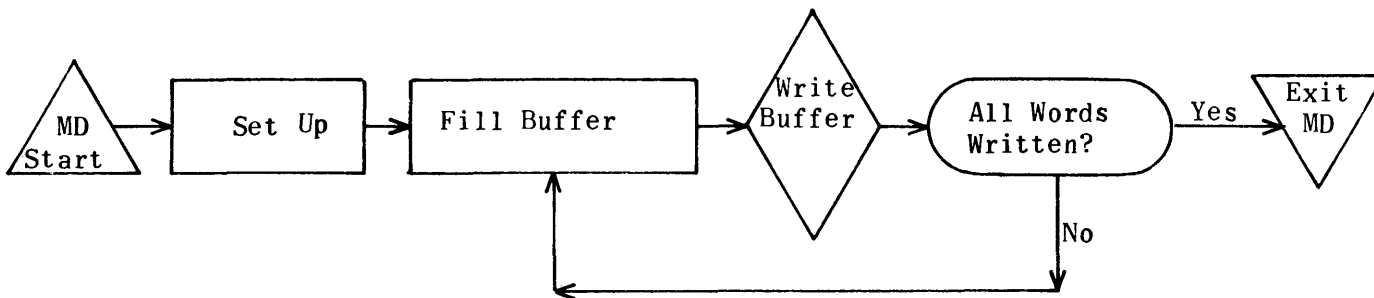 MD
Start
Set Up
Fill Buffer
Write
Buffer
All Words
Written?
Yes
No
Exit
MD